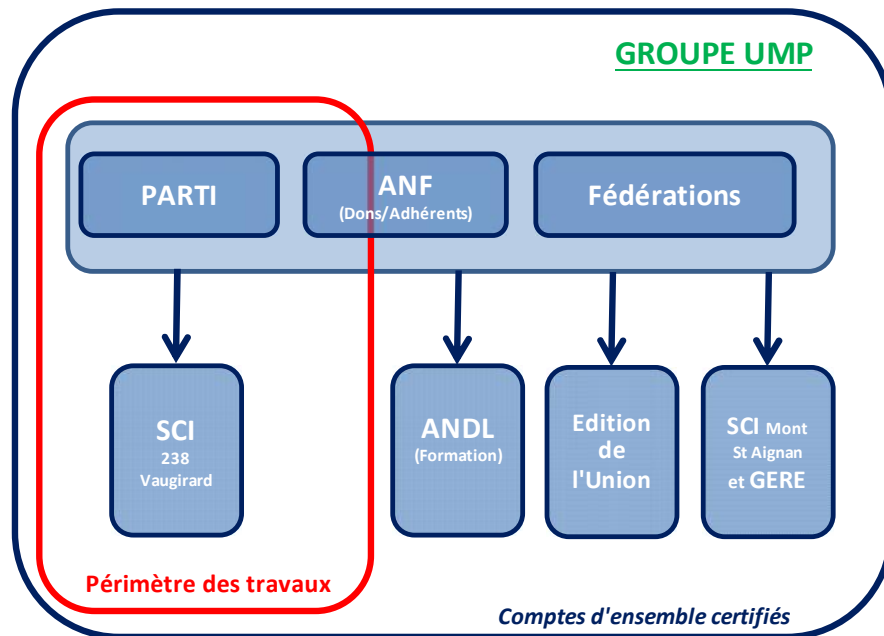 GROUPE UMP
PARTI
ANF
(Dons/Adhérents)
Fédérations
SCI
238
Vaugirard
ANDL
(Formation)
Edition
de
l'Union
SCI Mont
St Aignan
et GERE
Périmètre des travaux
Comptes d'ensemble certifiés